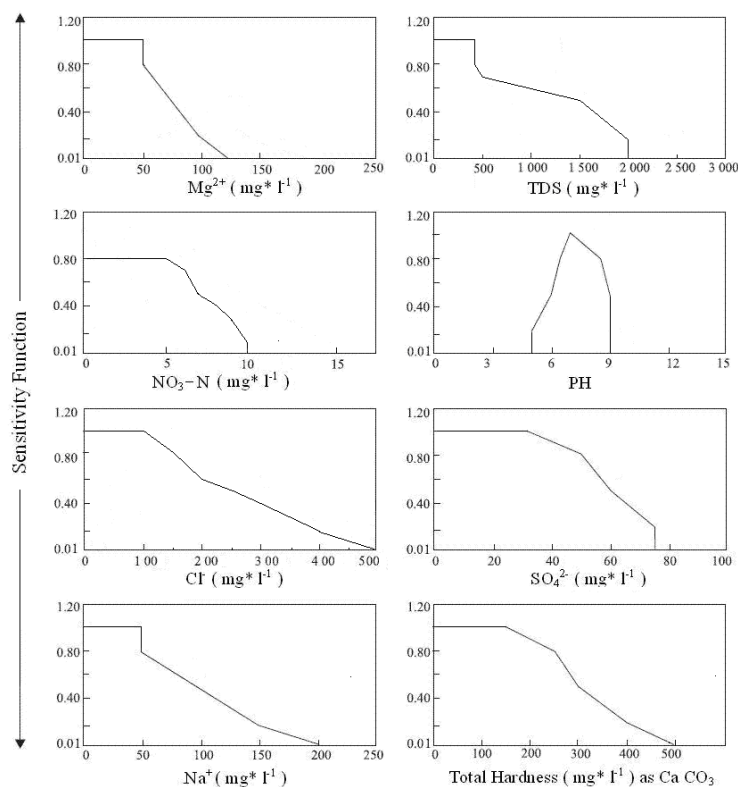 Sensitivity Function
1.20
0.80
0.40
0.01
0 50 100 150 200 250
Mg²⁺ ( mg* l⁻¹)
1.20
0.80
0.40
0.01
0 500 1 000 1 500 2 000 2 500 3 000
TDS ( mg* l⁻¹)
1.20
0.80
0.40
0.01
0 5 10 15
NO₃−N ( mg* l⁻¹)
1.20
0.80
0.40
0.01
0 3 6 9 12 15
PH
1.20
0.80
0.40
0.01
0 1 00 2 00 3 00 4 00 5 00
Cl⁻ ( mg* l⁻¹)
1.20
0.80
0.40
0.01
0 20 40 60 80 100
SO₄²⁻ ( mg* l⁻¹)
1.20
0.80
0.40
0.01
0 50 100 150 200 250
Na⁺ ( mg* l⁻¹)
1.20
0.80
0.40
0.01
0 100 200 300 400 500
Total Hardness ( mg* l⁻¹) as Ca CO₃